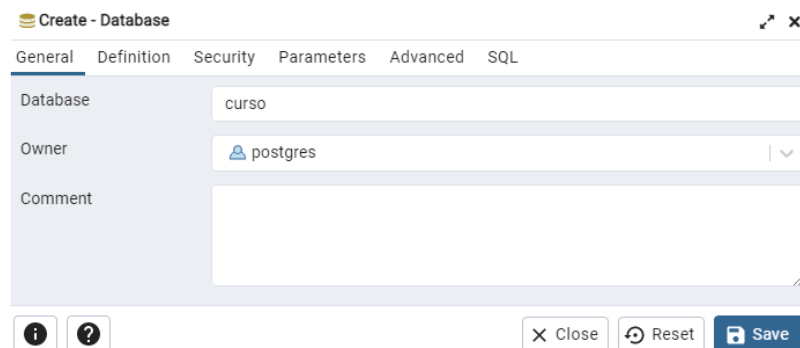 Create - Database
General Definition Security Parameters Advanced SQL
Database curso
Owner postgres
Comment
Close Reset Save